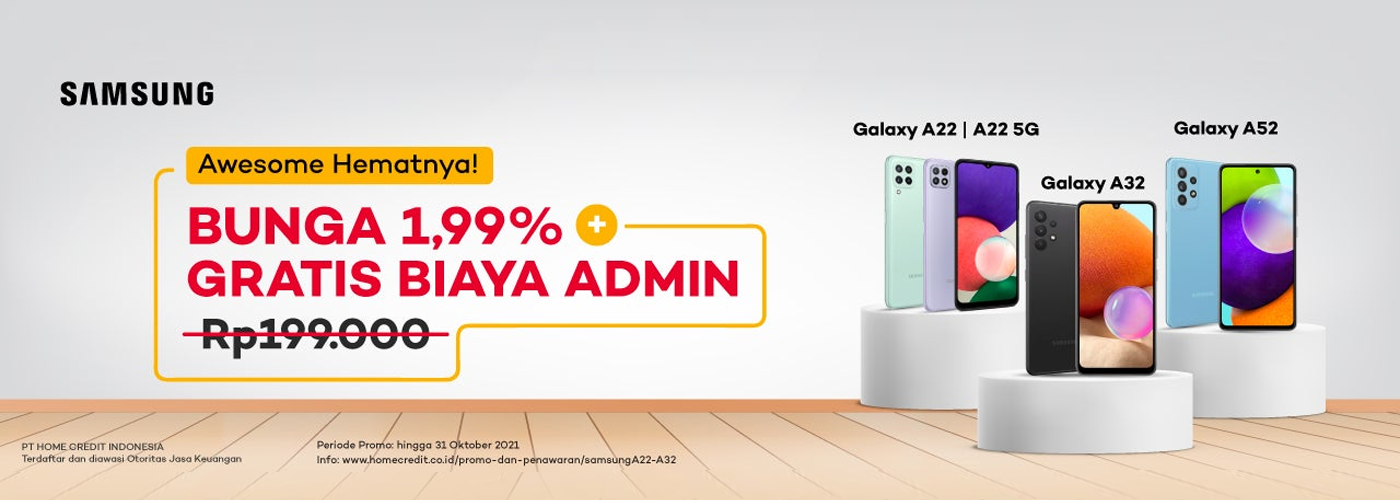 SAMSUNG
Awesome Hematnya!
BUNGA 1,99% +
GRATIS BIAYA ADMIN
Rp199.000
Galaxy A22 | A22 5G
Galaxy A32
Galaxy A52
PT HOME CREDIT INDONESIA
Terdaftar dan diawasi Otoritas Jasa Keuangan
Periode Promo: hingga 31 Oktober 2021
Info: www.homecredit.co.id/promo-dan-penawaran/samsungA22-A32